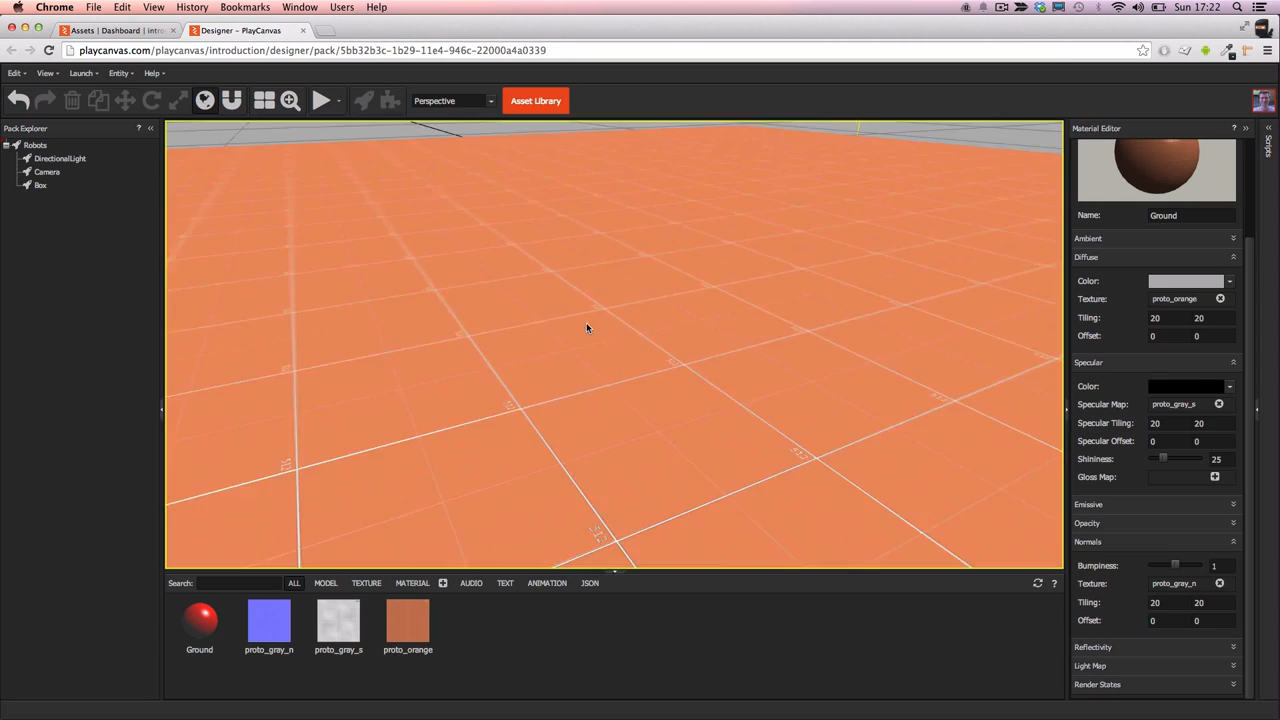 Chrome File Edit View History Bookmarks Window Users Help Sun 17:22
Assets | Dashboard | intro
Designer - PlayCanvas
playcanvas.com/playcanvas/introduction/designer/pack/5bb32b3c-1b29-11e4-946c-22000a4a0339
Edit View Launch Entity Help
Perspective
Asset Library
Pack Explorer ?
Robots
DirectionalLight
Camera
Box
512
512
512
512
Material Editor ?
Scripts
Name: Ground
Ambient
Diffuse
Color:
Texture: proto_orange
Tiling: 20 20
Offset: 0 0
Specular
Color:
Specular Map: proto_gray_s
Specular Tiling: 20 20
Specular Offset: 0 0
Shininess: 25
Gloss Map:
Emissive
Opacity
Normals
Bumpiness: 1
Texture: proto_gray_n
Tiling: 20 20
Offset: 0 0
Reflectivity
Light Map
Render States
Search: ALL MODEL TEXTURE MATERIAL AUDIO TEXT ANIMATION JSON ?
Ground
proto_gray_n
proto_gray_s
proto_orange